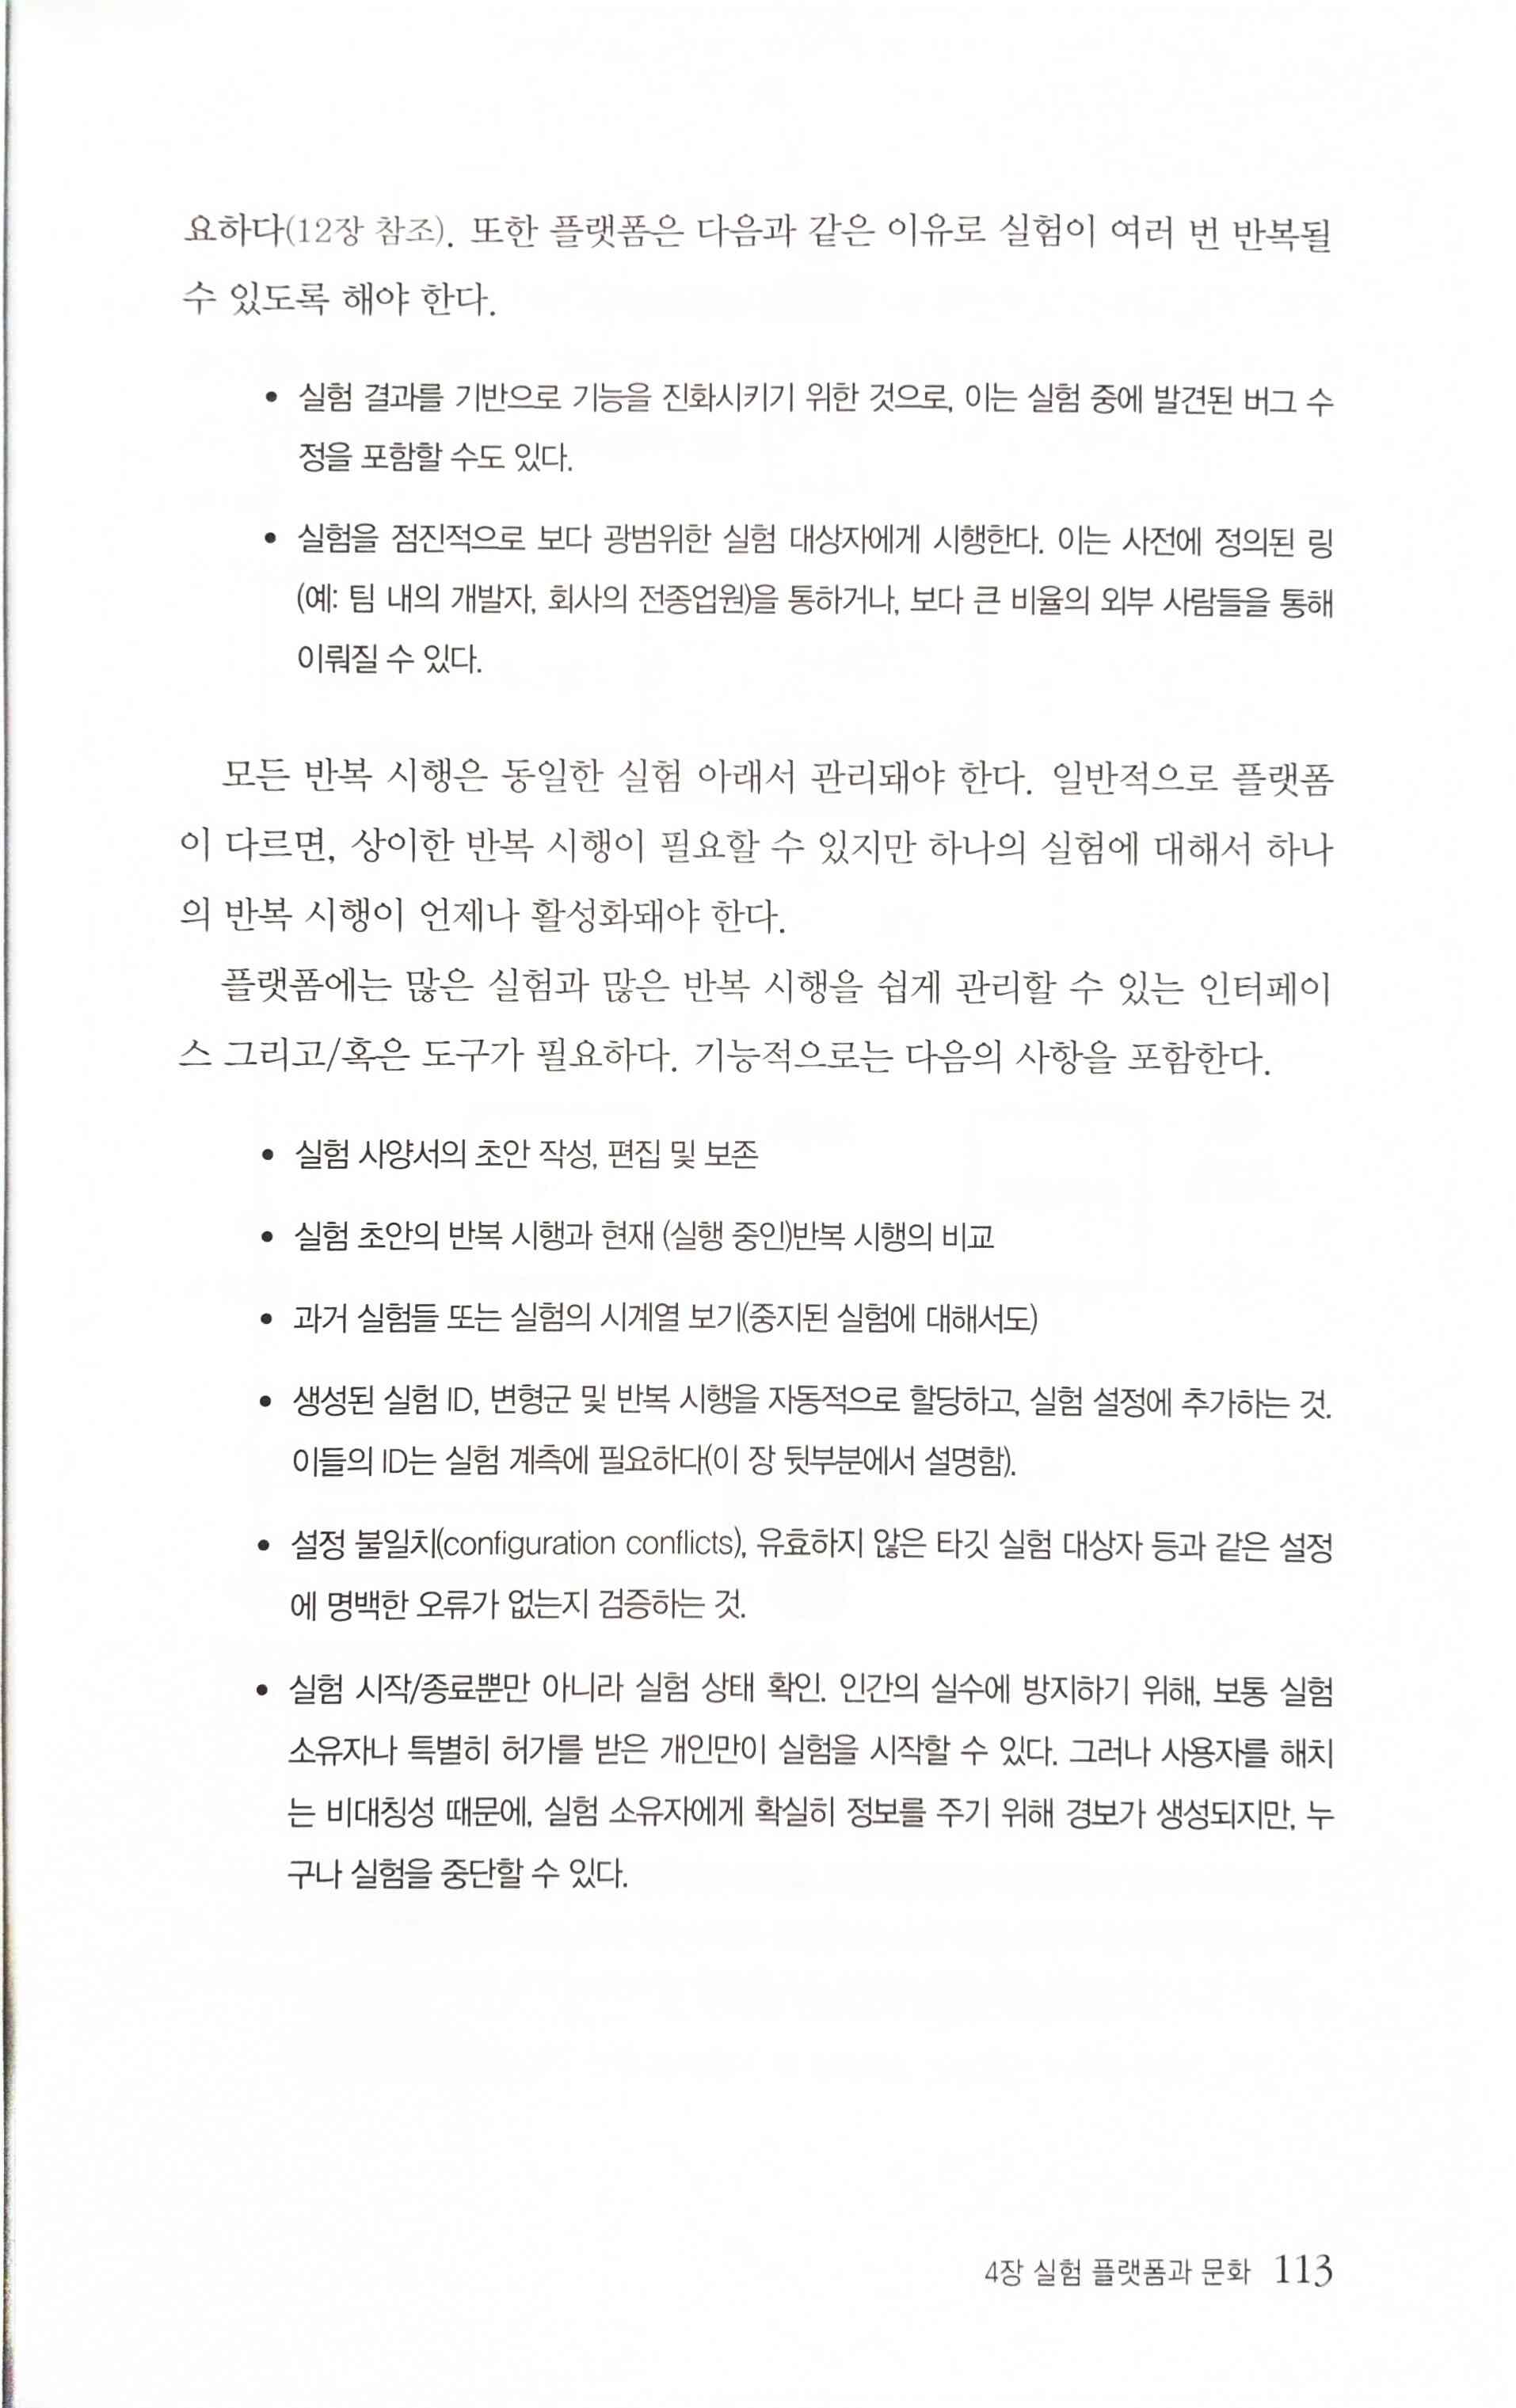 요하다(12장 참조). 또한 플랫폼은 다음과 같은 이유로 실험이 여러 번 반복될
수 있도록 해야 한다.
• 실험 결과를 기반으로 기능을 진화시키기 위한 것으로, 이는 실험 중에 발견된 버그 수
정을 포함할 수도 있다.
• 실험을 점진적으로 보다 광범위한 실험 대상자에게 시행한다. 이는 사전에 정의된 링
(예: 팀 내의 개발자, 회사의 전종업원)을 통하거나, 보다 큰 비율의 외부 사람들을 통해
이뤄질 수 있다.
모든 반복 시행은 동일한 실험 아래서 관리돼야 한다. 일반적으로 플랫폼
이 다르면, 상이한 반복 시행이 필요할 수 있지만 하나의 실험에 대해서 하나
의 반복 시행이 언제나 활성화돼야 한다.
플랫폼에는 많은 실험과 많은 반복 시행을 쉽게 관리할 수 있는 인터페이
스 그리고/혹은 도구가 필요하다. 기능적으로는 다음의 사항을 포함한다.
• 실험 사양서의 초안 작성, 편집 및 보존
• 실험 초안의 반복 시행과 현재 (실행 중인)반복 시행의 비교
• 과거 실험들 또는 실험의 시계열 보기(중지된 실험에 대해서도)
• 생성된 실험 ID, 변형군 및 반복 시행을 자동적으로 할당하고, 실험 설정에 추가하는 것.
이들의 ID는 실험 계측에 필요하다(이 장 뒷부분에서 설명함).
• 설정 불일치(configuration conflicts), 유효하지 않은 타깃 실험 대상자 등과 같은 설정
에 명백한 오류가 없는지 검증하는 것.
• 실험 시작/종료뿐만 아니라 실험 상태 확인. 인간의 실수에 방지하기 위해, 보통 실험
소유자나 특별히 허가를 받은 개인만이 실험을 시작할 수 있다. 그러나 사용자를 해치
는 비대칭성 때문에, 실험 소유자에게 확실히 정보를 주기 위해 경보가 생성되지만, 누
구나 실험을 중단할 수 있다.
4장 실험 플랫폼과 문화 113